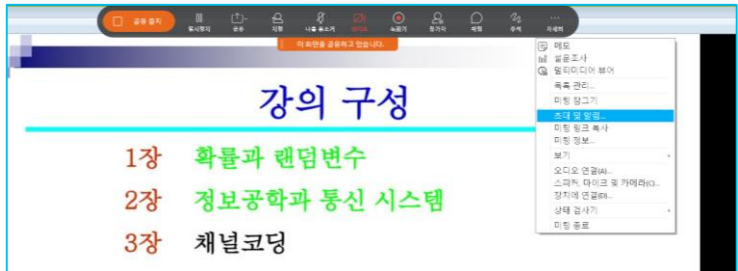 공유 중지
일시정지
공유
지정
나를 음소거
비디오
녹화기
참가자
채팅
주석
자세히
이 화면을 공유하고 있습니다.
메모
설문조사
멀티미디어 뷰어
목록 관리...
미팅 잠그기
초대 및 알림...
미팅 링크 복사
미팅 정보...
보기
오디오 연결(A)...
스피커, 마이크 및 카메라(C)...
장치에 연결(D)...
상태 검사기
미팅 종료
강의 구성
1장 확률과 랜덤변수
2장 정보공학과 통신 시스템
3장 채널코딩